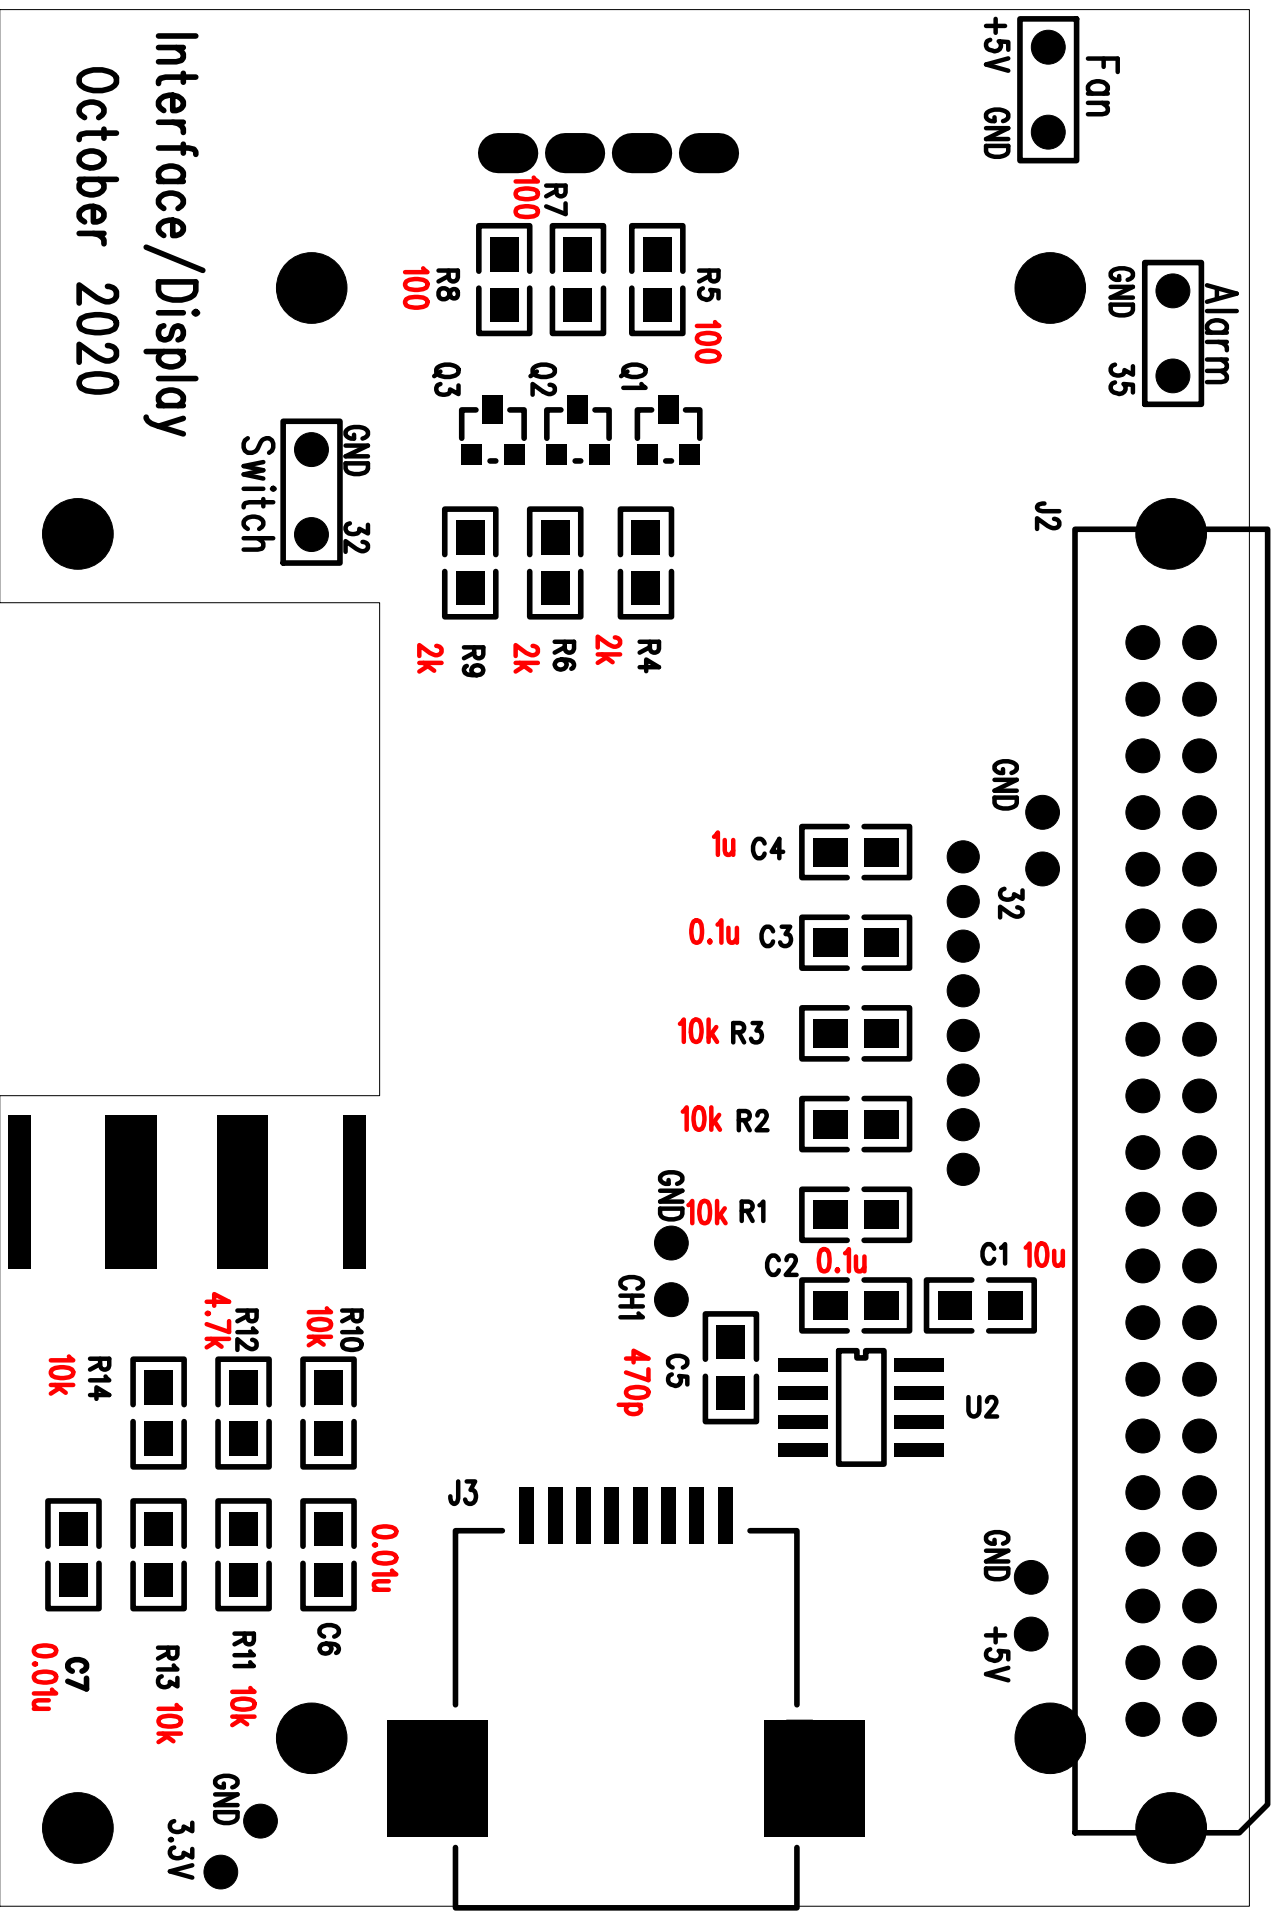 Interface/Display
October 2020
+5V
GND
Fan
Alarm
GND
35
R7
100
R8
100
R5
100
Q3
Q2
Q1
GND
32
Switch
J2
R9
2k
R6
2k
R4
2k
GND
32
1u C4
0.1u C3
10k R3
10k R2
10k R1
GND
CH1
C2 0.1u
C1 10u
C5
470p
U2
R10
10k
R12
4.7k
R14
10k
J3
0.01u
C6
R11 10k
R13 10k
C7
0.01u
GND
3.3V
GND
+5V